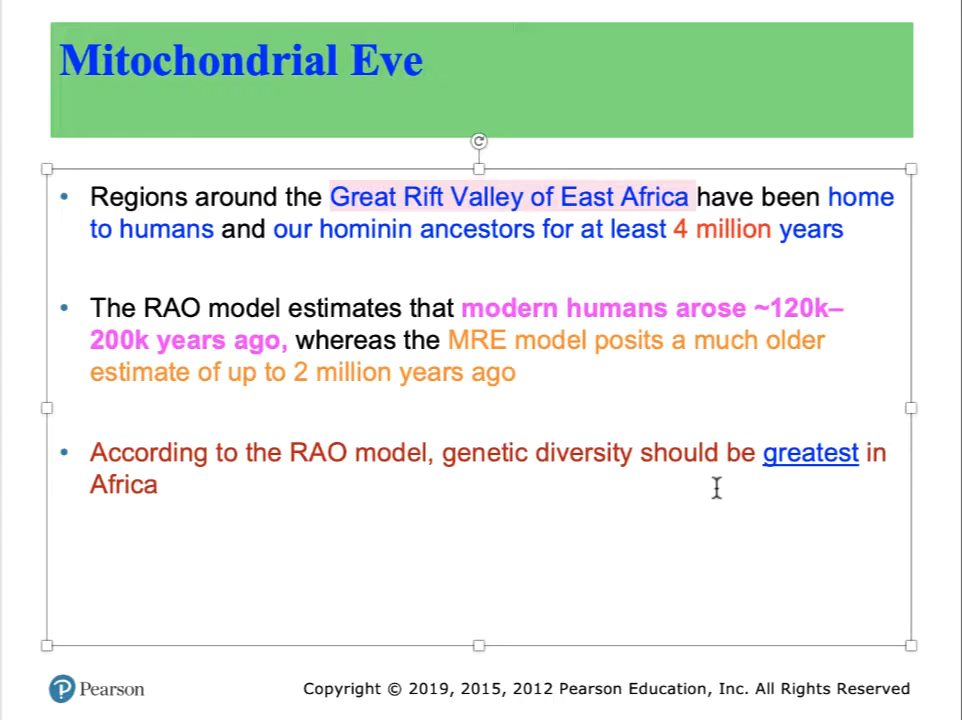 Mitochondrial Eve
• Regions around the Great Rift Valley of East Africa have been home
to humans and our hominin ancestors for at least 4 million years
• The RAO model estimates that modern humans arose ~120k–
200k years ago, whereas the MRE model posits a much older
estimate of up to 2 million years ago
• According to the RAO model, genetic diversity should be greatest in
Africa
P Pearson
Copyright © 2019, 2015, 2012 Pearson Education, Inc. All Rights Reserved